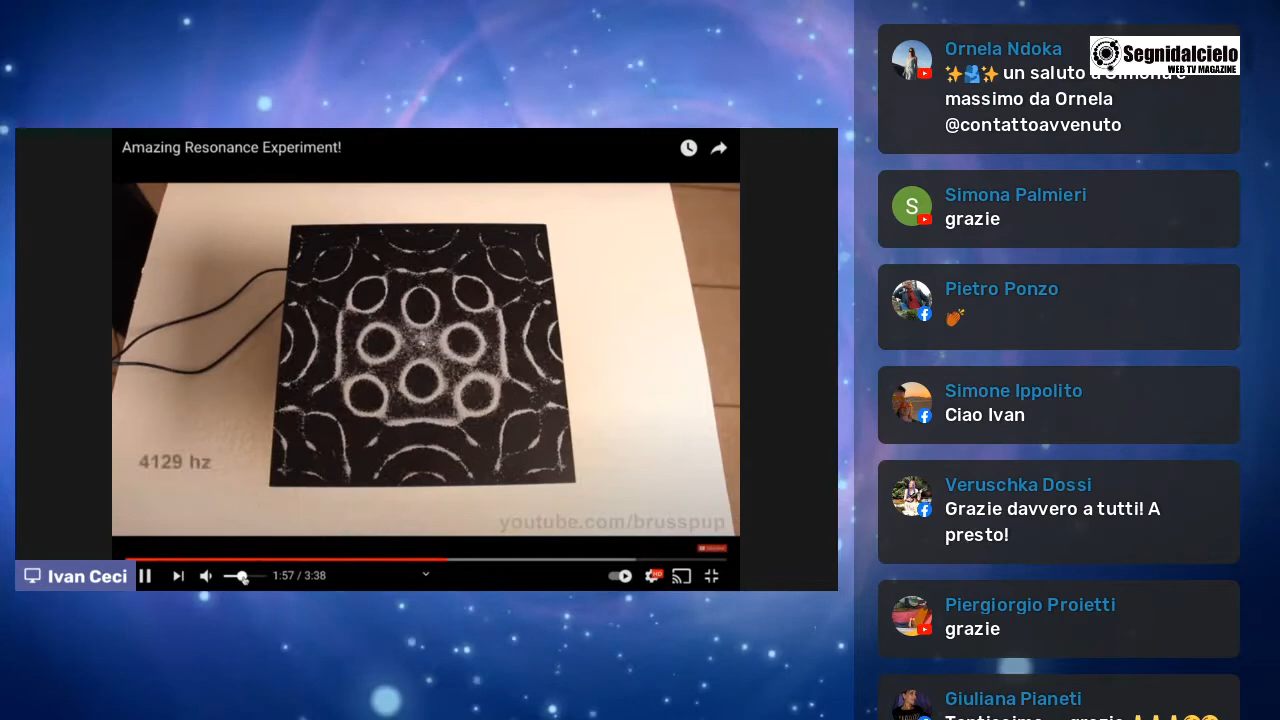 Amazing Resonance Experiment!
4129 hz
youtube.com/brusspup
Ivan Ceci
1:57 / 3:38
HD
Segnidalcielo
WEB TV MAGAZINE
Ornela Ndoka
un saluto a Simona e
massimo da Ornela
@contattoavvenuto
S
Simona Palmieri
grazie
Pietro Ponzo
Simone Ippolito
Ciao Ivan
Veruschka Dossi
Grazie davvero a tutti! A
presto!
Piergiorgio Proietti
grazie
Giuliana Pianeti